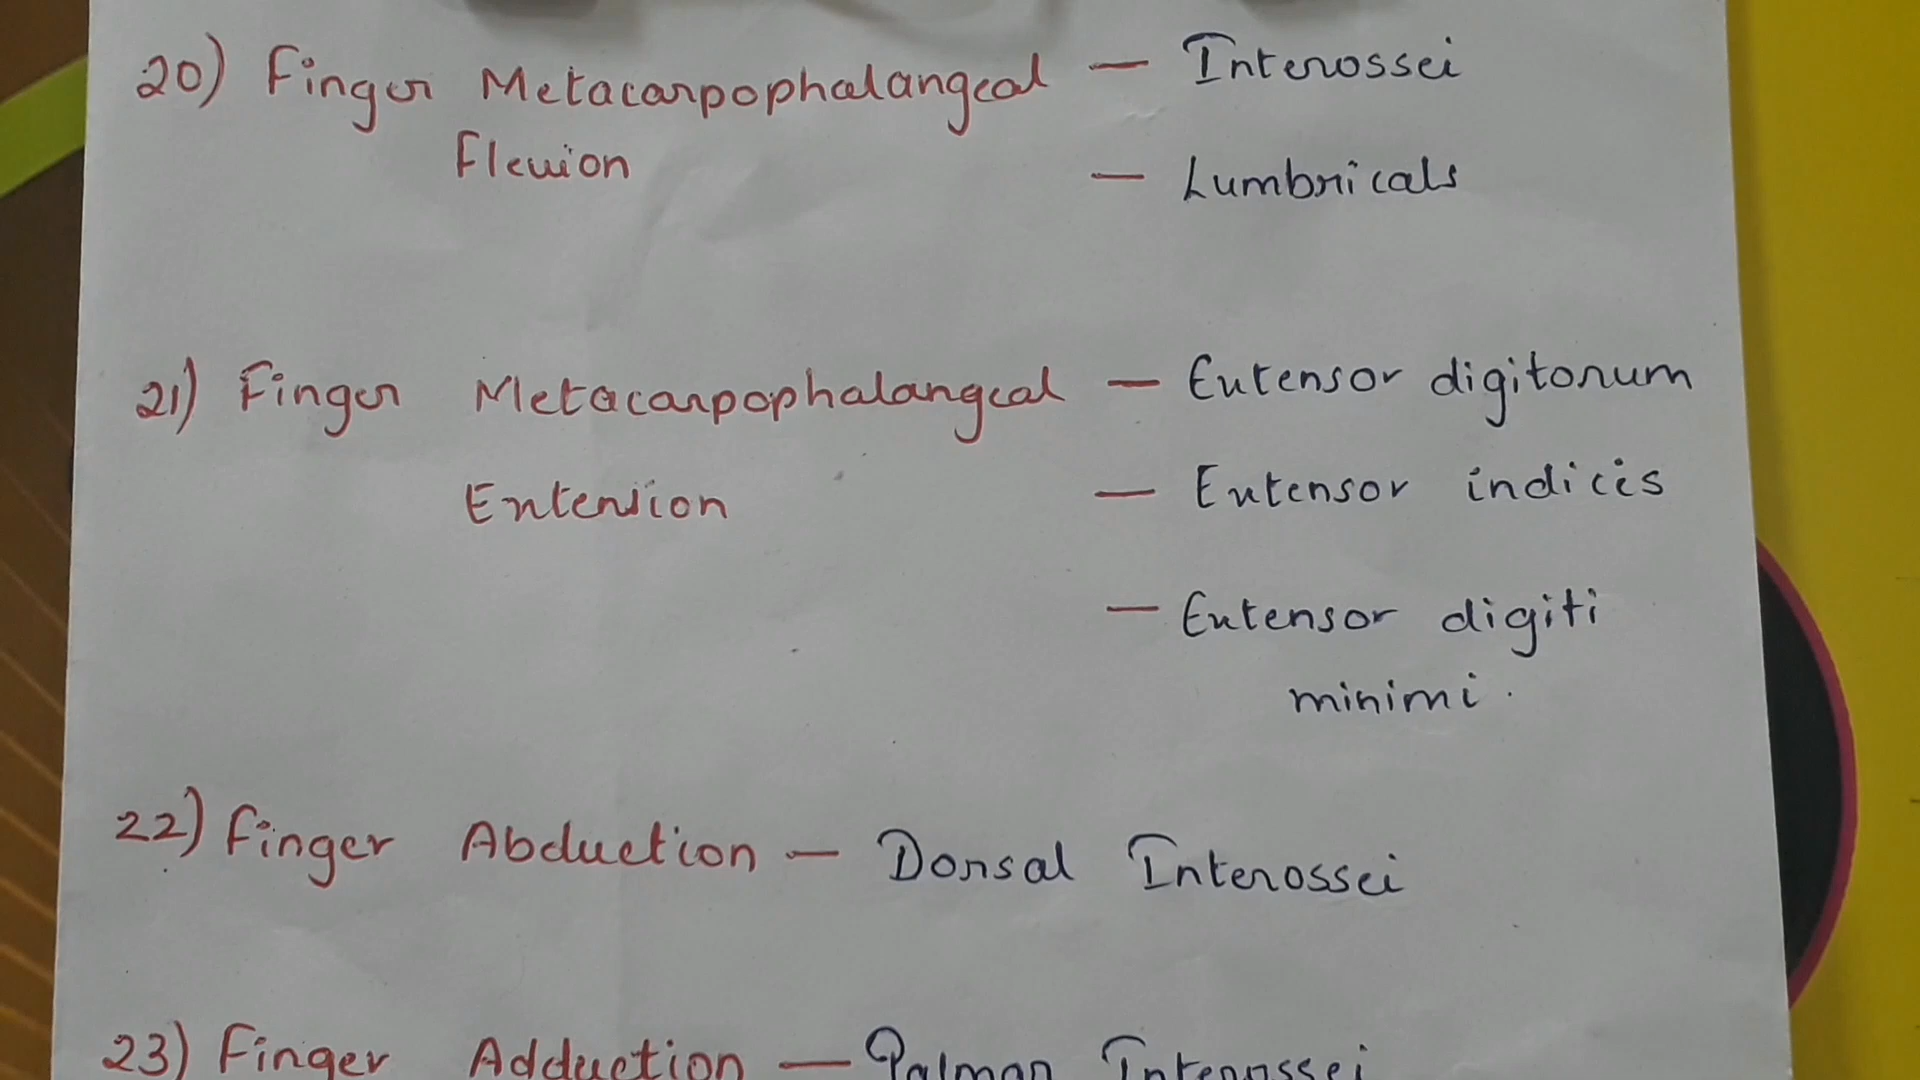 20) Finger Metacarpophalangeal — Interossei
Flexion — Lumbricals
21) Finger Metacarpophalangeal — Extensor digitorum
Extension — Extensor indicis
— Extensor digiti
minimi.
22) Finger Abduction — Dorsal Interossei
23) Finger Adduction — Palmar Interossei